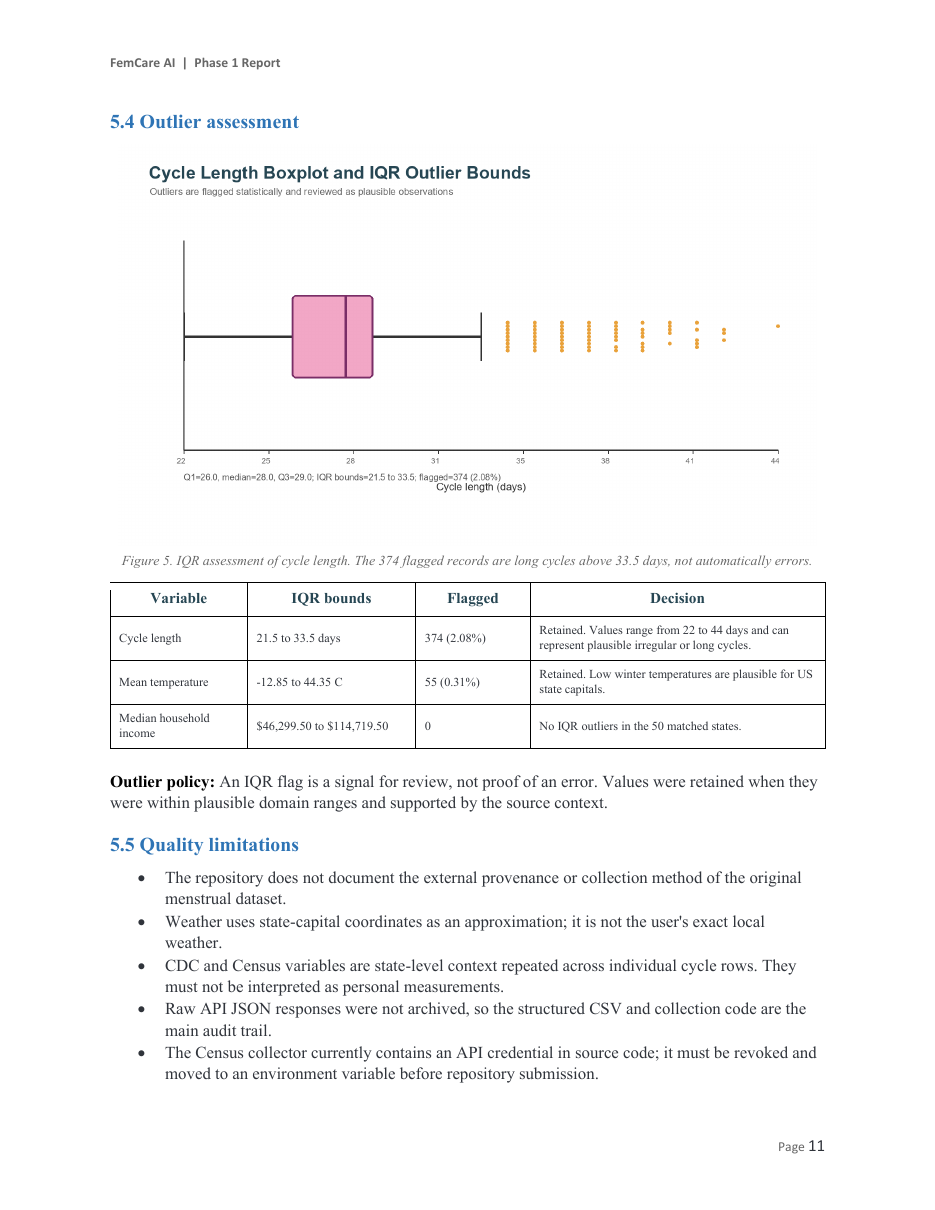 FemCare AI | Phase 1 Report
5.4 Outlier assessment
Cycle Length Boxplot and IQR Outlier Bounds
Outliers are flagged statistically and reviewed as plausible observations
22 25 28 31 35 38 41 44
Q1=26.0, median=28.0, Q3=29.0; IQR bounds=21.5 to 33.5; flagged=374 (2.08%)
Cycle length (days)
Figure 5. IQR assessment of cycle length. The 374 flagged records are long cycles above 33.5 days, not automatically errors.
Variable IQR bounds Flagged Decision
Cycle length 21.5 to 33.5 days 374 (2.08%) Retained. Values range from 22 to 44 days and can
represent plausible irregular or long cycles.
Mean temperature -12.85 to 44.35 C 55 (0.31%) Retained. Low winter temperatures are plausible for US
state capitals.
Median household
income $46,299.50 to $114,719.50 0 No IQR outliers in the 50 matched states.
Outlier policy: An IQR flag is a signal for review, not proof of an error. Values were retained when they
were within plausible domain ranges and supported by the source context.
5.5 Quality limitations
• The repository does not document the external provenance or collection method of the original
menstrual dataset.
• Weather uses state-capital coordinates as an approximation; it is not the user's exact local
weather.
• CDC and Census variables are state-level context repeated across individual cycle rows. They
must not be interpreted as personal measurements.
• Raw API JSON responses were not archived, so the structured CSV and collection code are the
main audit trail.
• The Census collector currently contains an API credential in source code; it must be revoked and
moved to an environment variable before repository submission.
Page 11